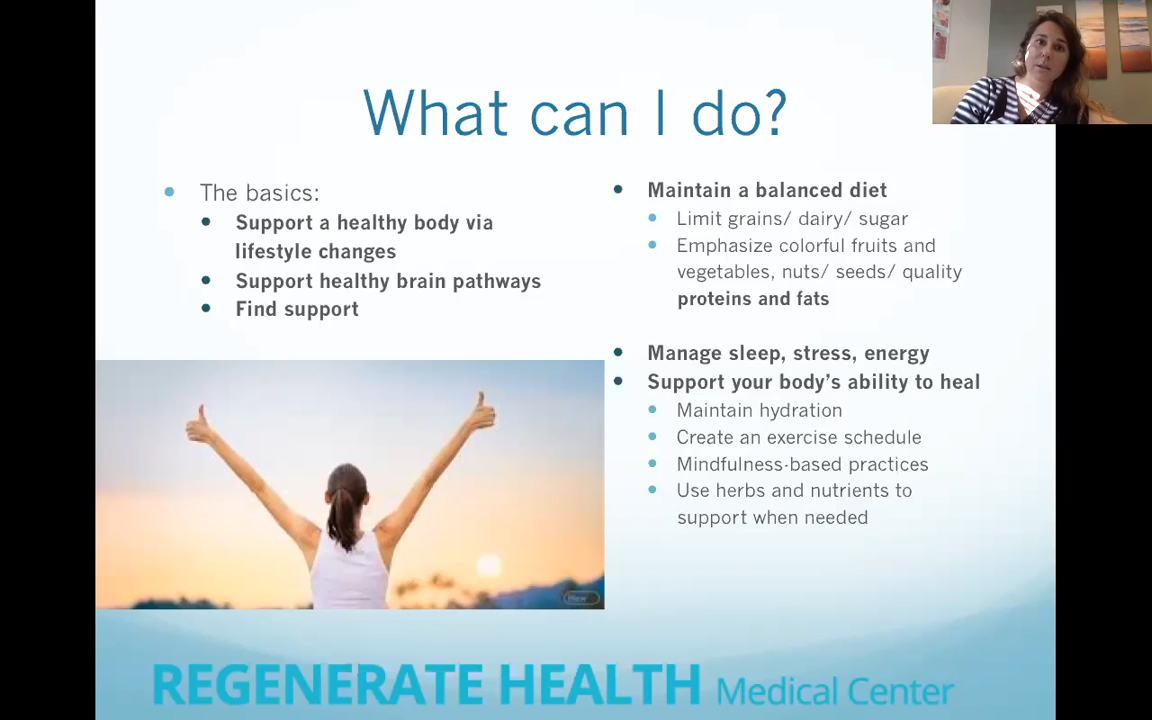 What can I do?
The basics:
Support a healthy body via
lifestyle changes
Support healthy brain pathways
Find support
Maintain a balanced diet
Limit grains/ dairy/ sugar
Emphasize colorful fruits and
vegetables, nuts/ seeds/ quality
proteins and fats
Manage sleep, stress, energy
Support your body's ability to heal
Maintain hydration
Create an exercise schedule
Mindfulness-based practices
Use herbs and nutrients to
support when needed
REGENERATE HEALTH Medical Center